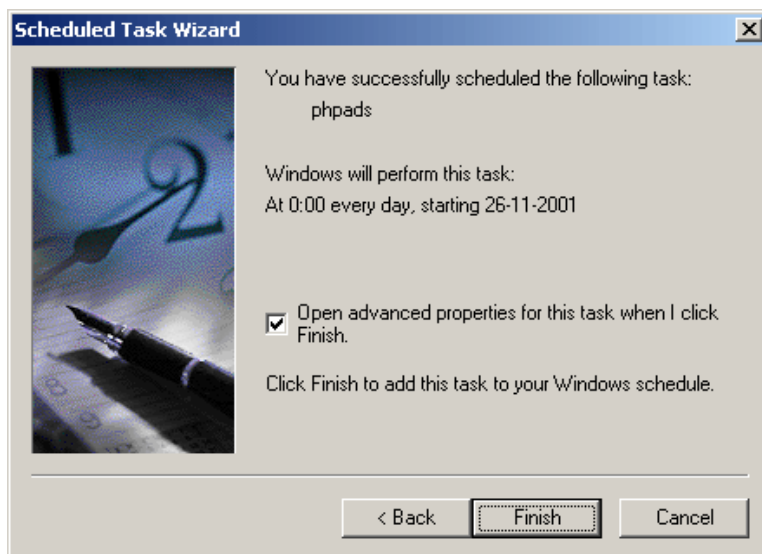 Scheduled Task Wizard
You have successfully scheduled the following task:
phpads
Windows will perform this task:
At 0:00 every day, starting 26-11-2001
Open advanced properties for this task when I click
Finish.
Click Finish to add this task to your Windows schedule.
< Back
Finish
Cancel